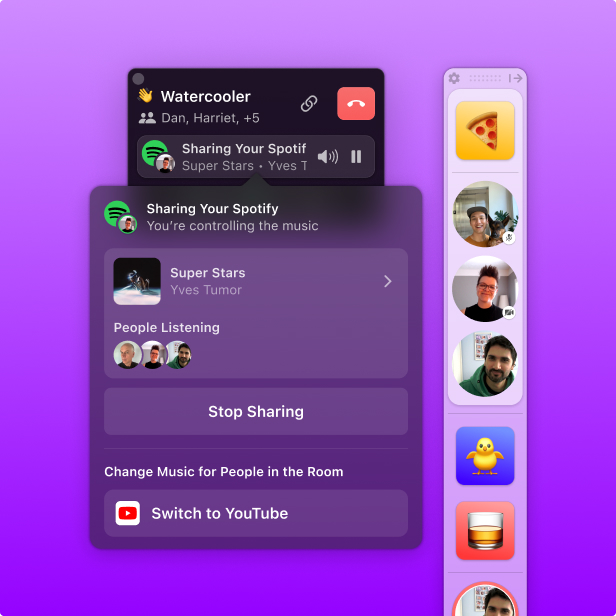 Watercooler
Dan, Harriet, +5
Sharing Your Spotif
Super Stars • Yves T
Sharing Your Spotify
You're controlling the music
Super Stars
Yves Tumor
People Listening
Stop Sharing
Change Music for People in the Room
Switch to YouTube